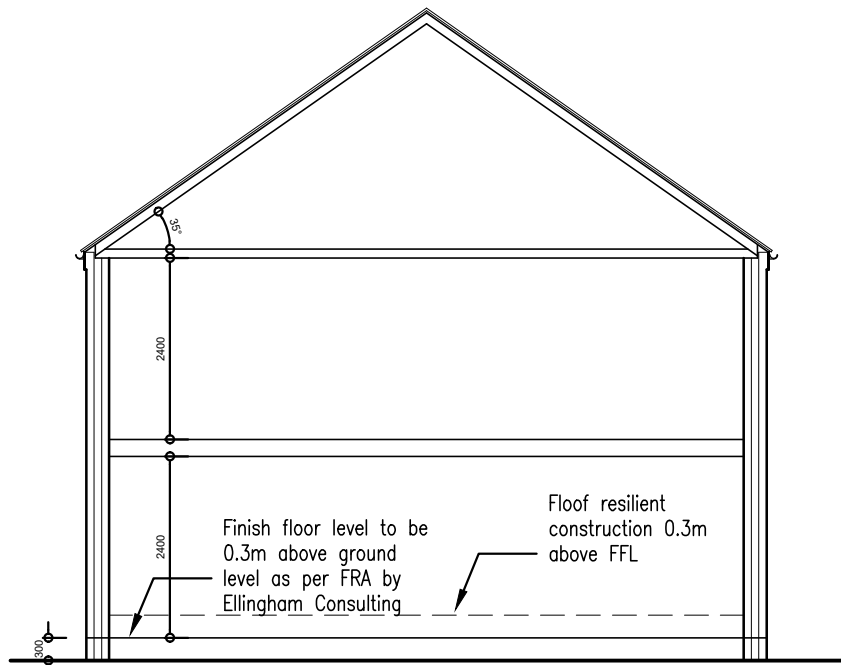 35°
2400
Floof resilient
construction 0.3m
above FFL
Finish floor level to be
0.3m above ground
level as per FRA by
Ellingham Consulting
2400
300